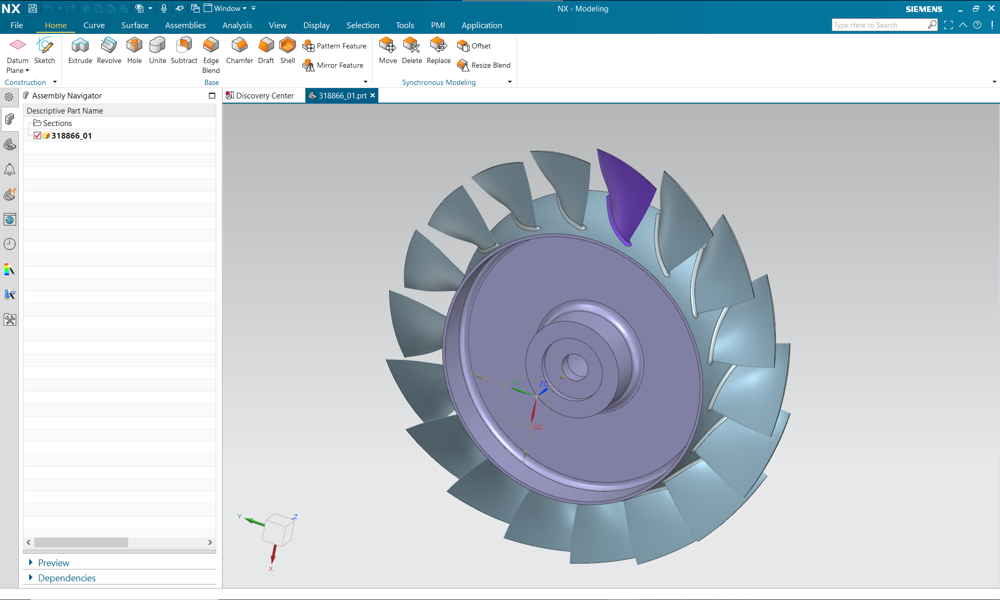 NX Window NX - Modeling SIEMENS
File Home Curve Surface Assemblies Analysis View Display Selection Tools PMI Application Type Here to Search
Datum Plane Sketch Extrude Revolve Hole Unite Subtract Edge Blend Chamfer Draft Shell Pattern Feature Mirror Feature Move Delete Replace Offset Resize Blend
Construction Base Synchronous Modeling
Assembly Navigator Discovery Center 318866_01.prt
Descriptive Part Name
Sections
318866_01
YC ZC
XC
Y Z
X
Preview
Dependencies